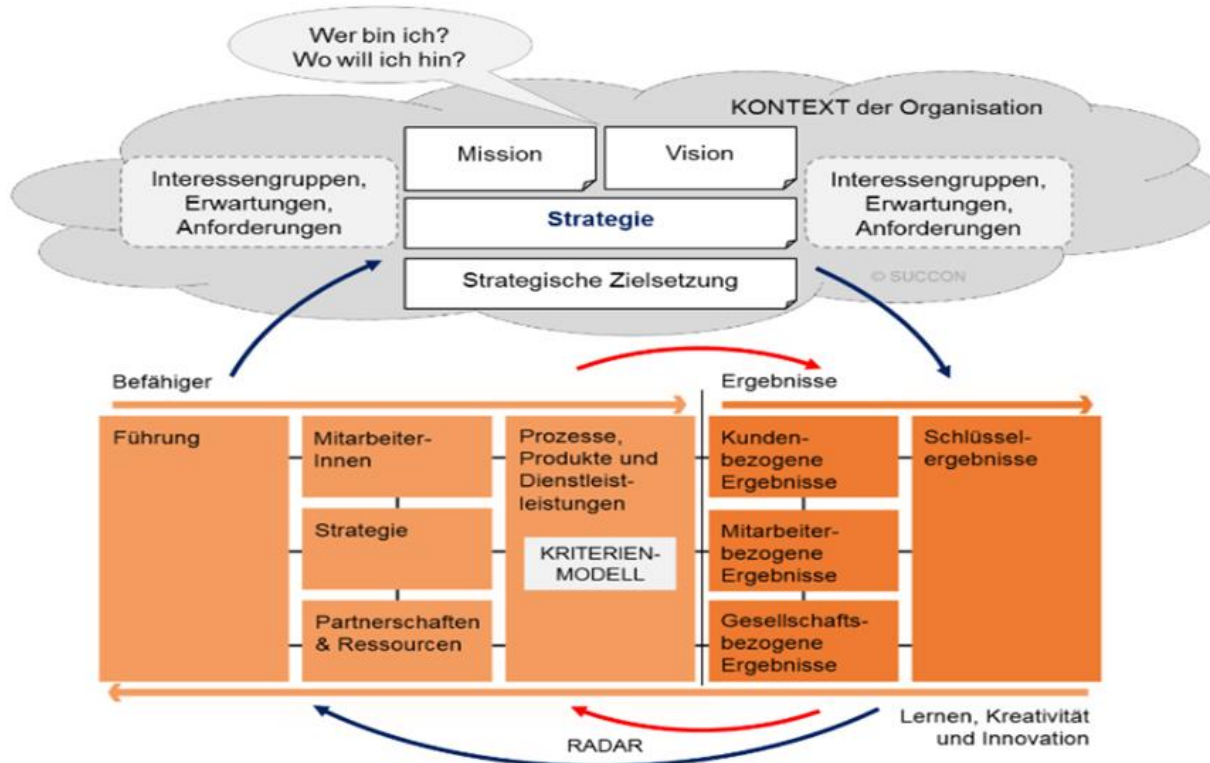 Wer bin ich?
Wo will ich hin?
KONTEXT der Organisation
Mission
Vision
Interessengruppen,
Erwartungen,
Anforderungen
Strategie
Interessengruppen,
Erwartungen,
Anforderungen
Strategische Zielsetzung
© SUCCON
Befähiger
Ergebnisse
Führung
Mitarbeiter-
Innen
Strategie
Partnerschaften
& Ressourcen
Prozesse,
Produkte und
Dienstleist-
leistungen
KRITERIEN-
MODELL
Kunden-
bezogene
Ergebnisse
Mitarbeiter-
bezogene
Ergebnisse
Gesellschafts-
bezogene
Ergebnisse
Schlüssel-
ergebnisse
Lernen, Kreativität
und Innovation
RADAR